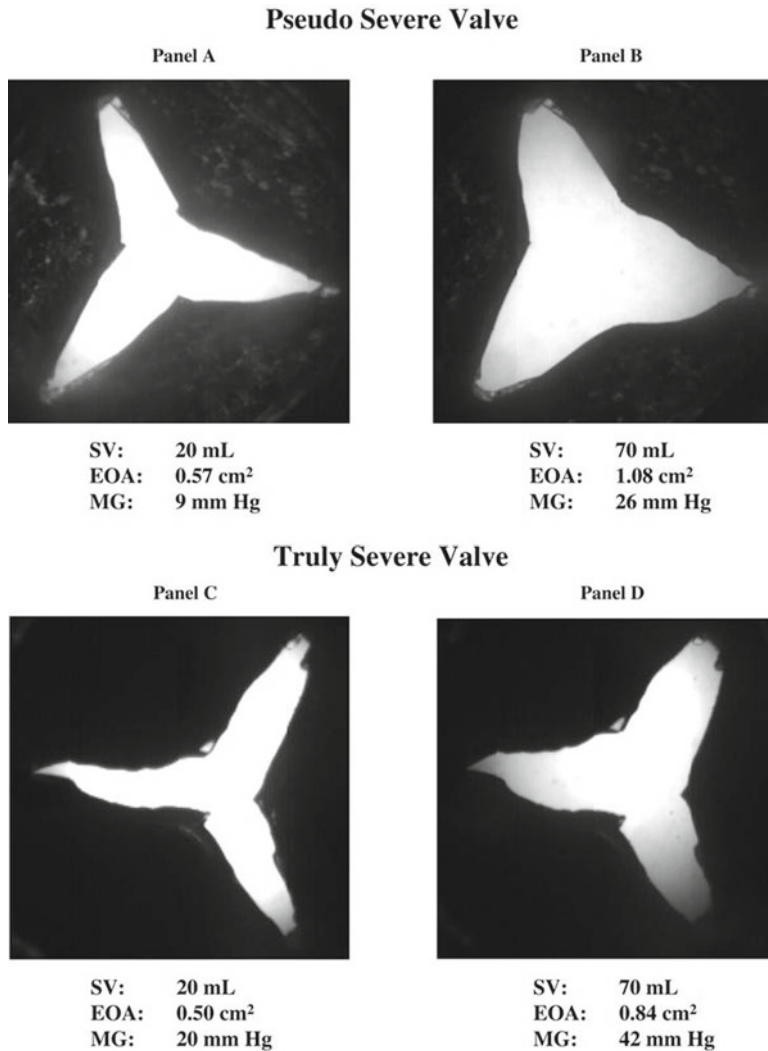 Pseudo Severe Valve
Panel A
Panel B
SV: 20 mL
EOA: 0.57 cm²
MG: 9 mm Hg
SV: 70 mL
EOA: 1.08 cm²
MG: 26 mm Hg
Truly Severe Valve
Panel C
Panel D
SV: 20 mL
EOA: 0.50 cm²
MG: 20 mm Hg
SV: 70 mL
EOA: 0.84 cm²
MG: 42 mm Hg